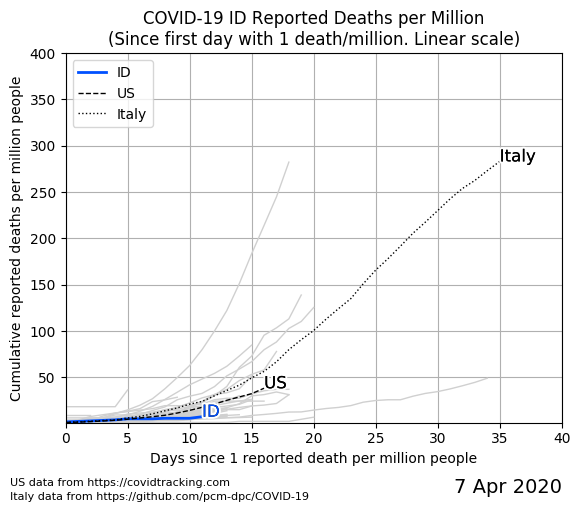 COVID-19 ID Reported Deaths per Million
(Since first day with 1 death/million. Linear scale)
Cumulative reported deaths per million people
400
350
300
250
200
150
100
50
ID
US
Italy
Italy
US
ID
0
5
10
15
20
25
30
35
40
Days since 1 reported death per million people
US data from https://covidtracking.com
Italy data from https://github.com/pcm-dpc/COVID-19
7 Apr 2020